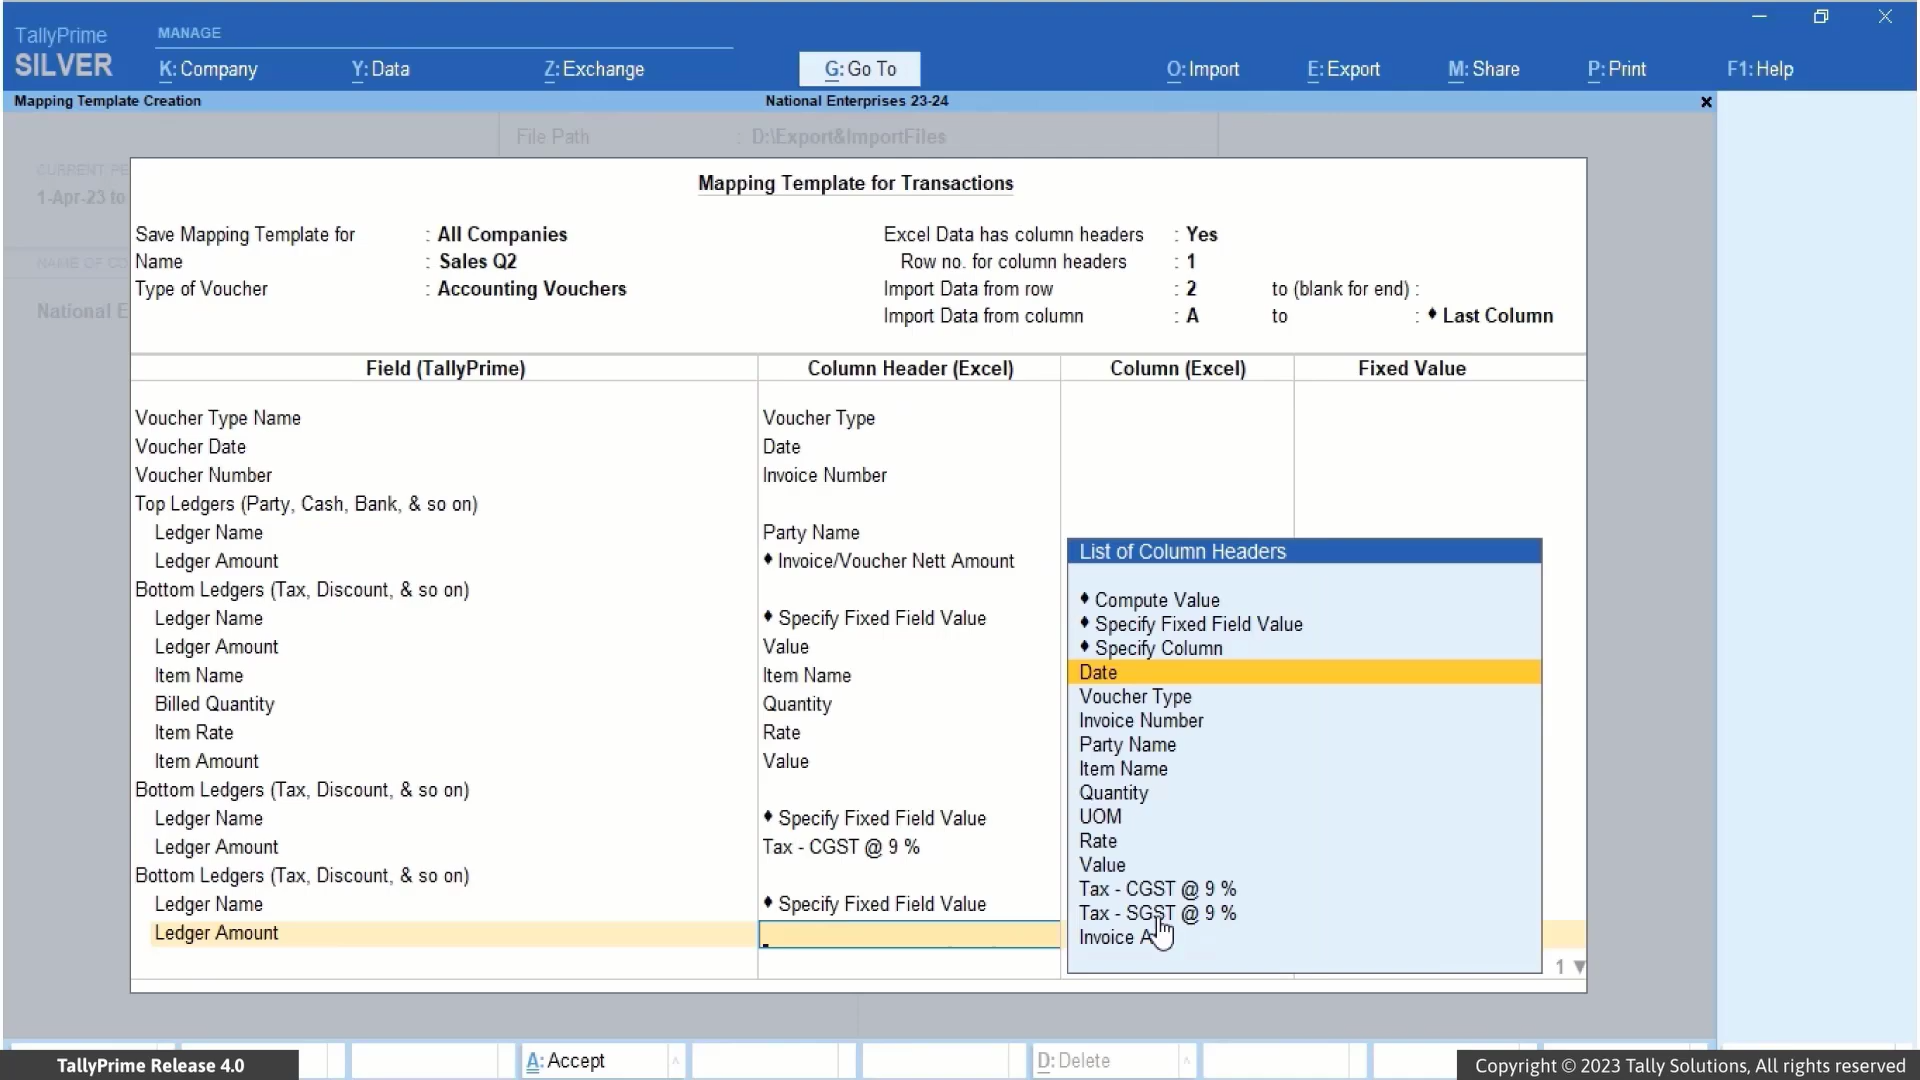 TallyPrime
SILVER
MANAGE
K: Company
Y: Data
Z: Exchange
G: Go To
O: Import
E: Export
M: Share
P: Print
F1: Help
Mapping Template Creation
National Enterprises 23-24
File Path : D:\Export&ImportFiles
CURRENT PE
1-Apr-23 to
NAME OF CO
National E
Mapping Template for Transactions
Save Mapping Template for : All Companies
Name : Sales Q2
Type of Voucher : Accounting Vouchers
Excel Data has column headers : Yes
Row no. for column headers : 1
Import Data from row : 2 to (blank for end) :
Import Data from column : A to : ♦ Last Column
Field (TallyPrime) Column Header (Excel) Column (Excel) Fixed Value
Voucher Type Name Voucher Type
Voucher Date Date
Voucher Number Invoice Number
Top Ledgers (Party, Cash, Bank, & so on)
Ledger Name Party Name
Ledger Amount ♦ Invoice/Voucher Nett Amount
Bottom Ledgers (Tax, Discount, & so on)
Ledger Name ♦ Specify Fixed Field Value
Ledger Amount Value
Item Name Item Name
Billed Quantity Quantity
Item Rate Rate
Item Amount Value
Bottom Ledgers (Tax, Discount, & so on)
Ledger Name ♦ Specify Fixed Field Value
Ledger Amount Tax - CGST @ 9 %
Bottom Ledgers (Tax, Discount, & so on)
Ledger Name ♦ Specify Fixed Field Value
Ledger Amount
List of Column Headers
♦ Compute Value
♦ Specify Fixed Field Value
♦ Specify Column
Date
Voucher Type
Invoice Number
Party Name
Item Name
Quantity
UOM
Rate
Value
Tax - CGST @ 9 %
Tax - SGST @ 9 %
Invoice
1 ▼
A: Accept
D: Delete
TallyPrime Release 4.0
Copyright © 2023 Tally Solutions, All rights reserved